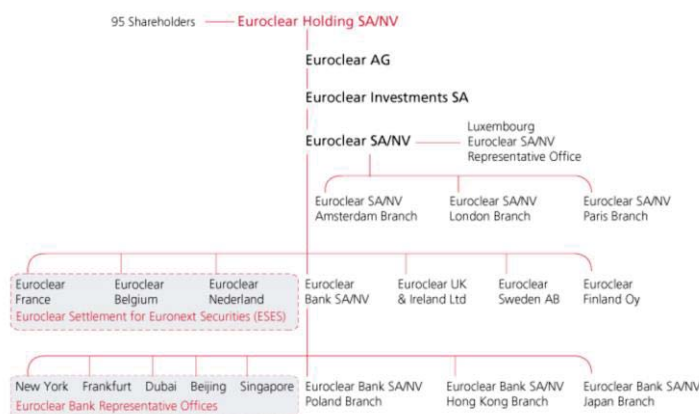 95 Shareholders
Euroclear Holding SA/NV
Euroclear AG
Euroclear Investments SA
Euroclear SA/NV
Luxembourg
Euroclear SA/NV
Representative Office
Euroclear SA/NV
Amsterdam Branch
Euroclear SA/NV
London Branch
Euroclear SA/NV
Paris Branch
Euroclear
France
Euroclear
Belgium
Euroclear
Nederland
Euroclear Settlement for Euronext Securities (ESES)
Euroclear
Bank SA/NV
Euroclear UK
& Ireland Ltd
Euroclear
Sweden AB
Euroclear
Finland Oy
New York
Frankfurt
Dubai
Beijing
Singapore
Euroclear Bank Representative Offices
Euroclear Bank SA/NV
Poland Branch
Euroclear Bank SA/NV
Hong Kong Branch
Euroclear Bank SA/NV
Japan Branch